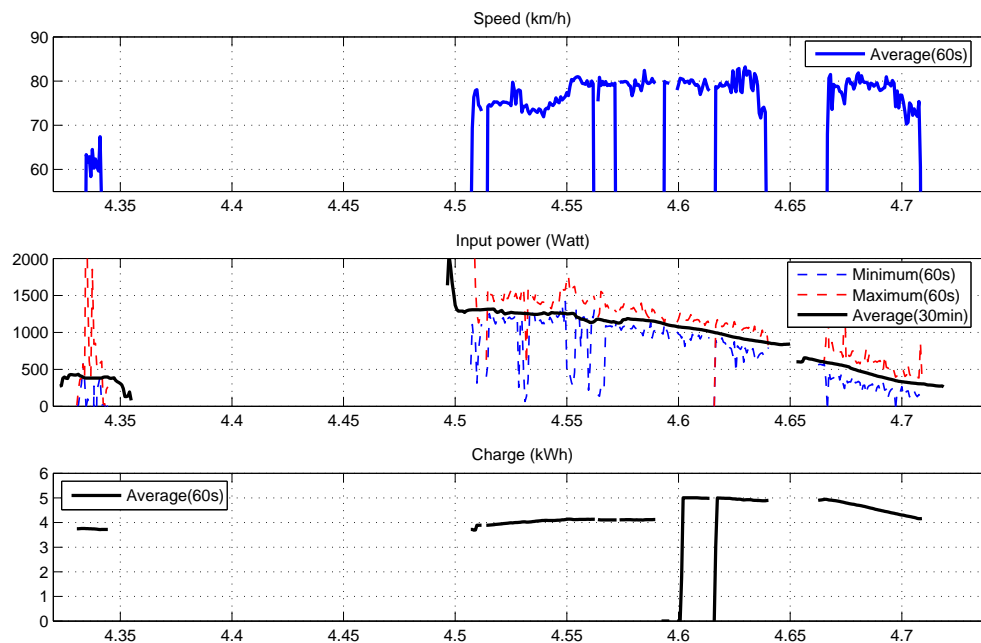 Speed (km/h)
90
80
70
60
Average(60s)
4.35 4.4 4.45 4.5 4.55 4.6 4.65 4.7
Input power (Watt)
2000
1500
1000
500
0
Minimum(60s)
Maximum(60s)
Average(30min)
4.35 4.4 4.45 4.5 4.55 4.6 4.65 4.7
Charge (kWh)
6
5
4
3
2
1
0
Average(60s)
4.35 4.4 4.45 4.5 4.55 4.6 4.65 4.7